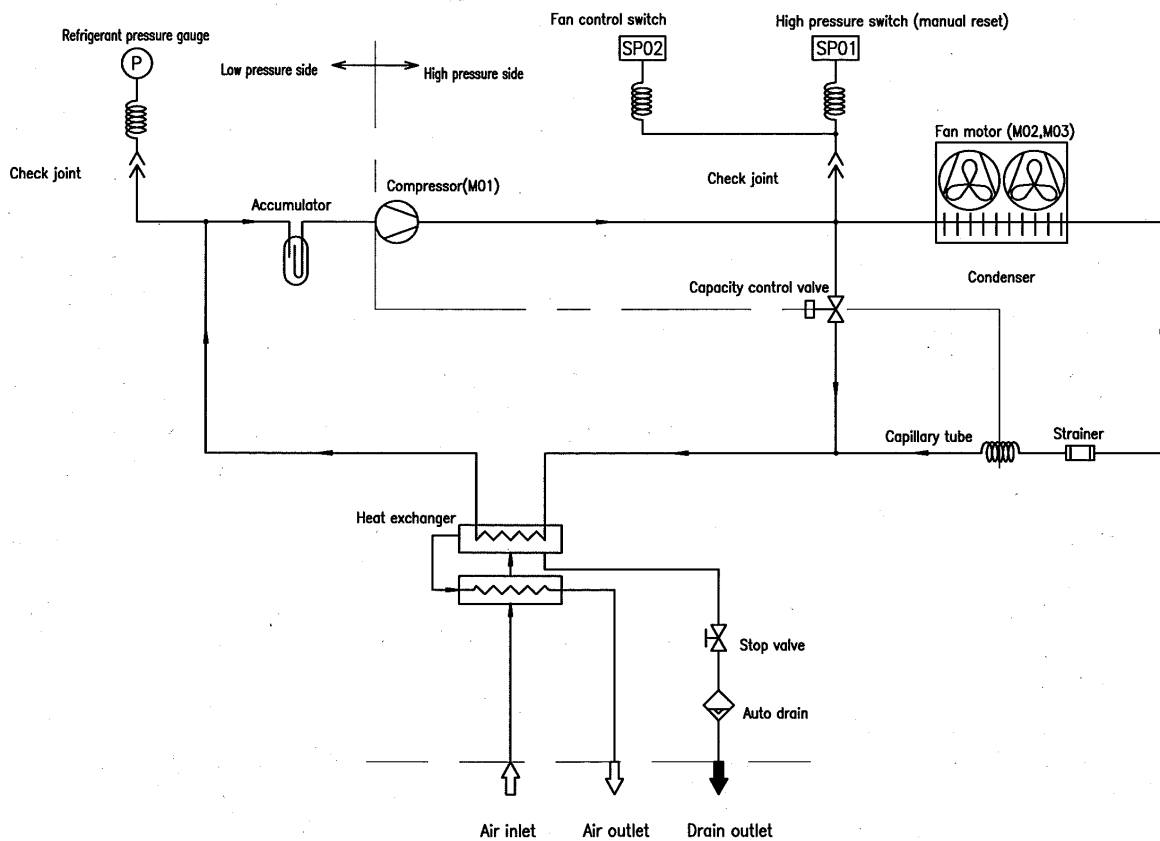 Fan control switch
High pressure switch (manual reset)
Refrigerant pressure gauge
SP02
SP01
P
Low pressure side
High pressure side
Fan motor (M02,M03)
Check joint
Check joint
Compressor(M01)
Accumulator
Condenser
Capacity control valve
Capillary tube
Strainer
Heat exchanger
Stop valve
Auto drain
Air inlet
Air outlet
Drain outlet